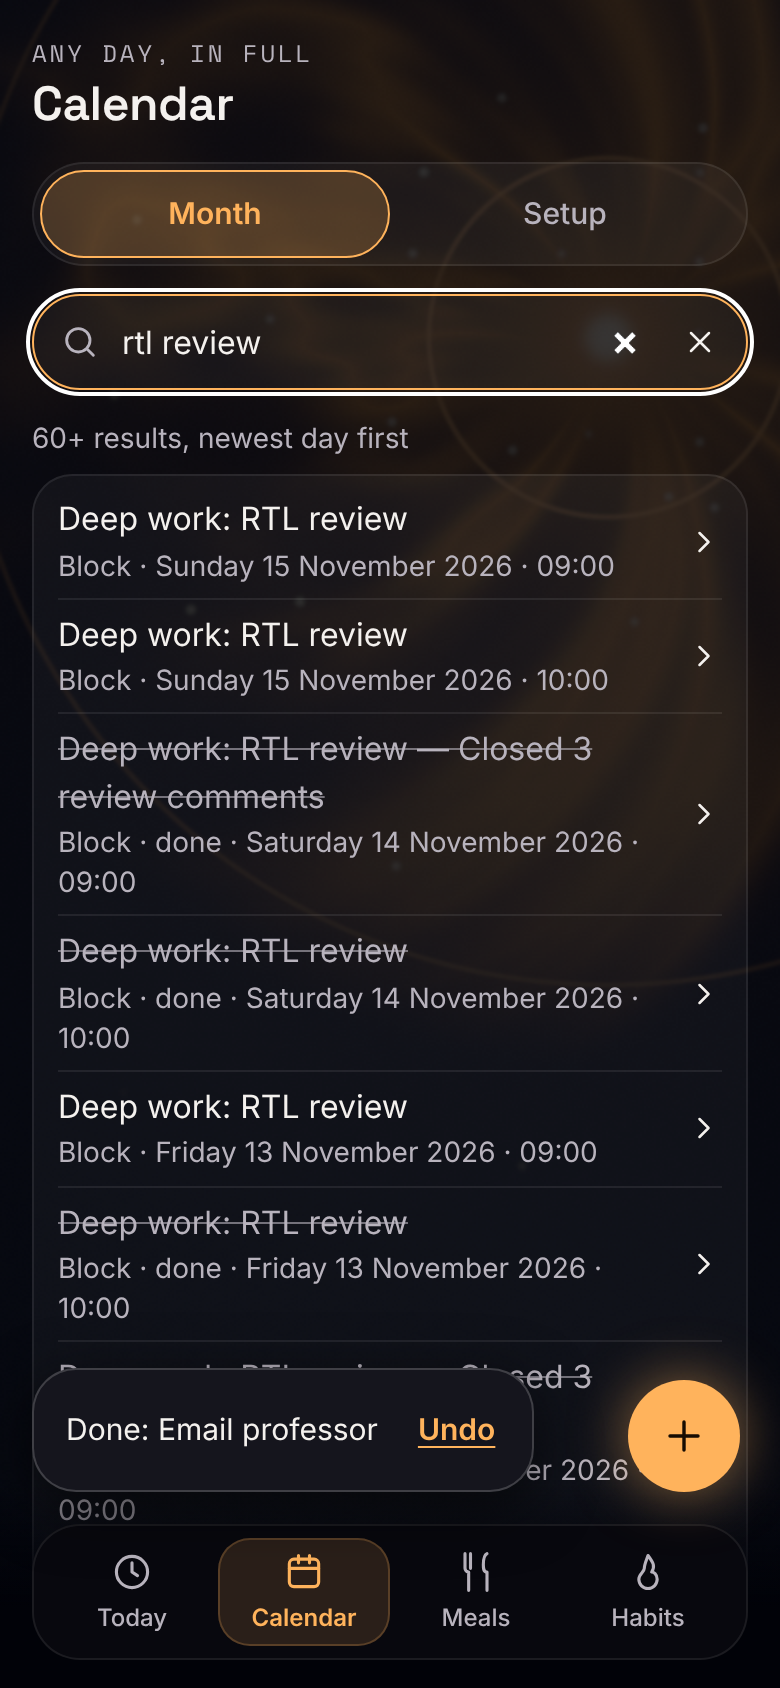 ANY DAY, IN FULL
Calendar
Month
Setup
rtl review
60+ results, newest day first
Deep work: RTL review
Block · Sunday 15 November 2026 · 09:00
Deep work: RTL review
Block · Sunday 15 November 2026 · 10:00
Deep work: RTL review — Closed 3
review comments
Block · done · Saturday 14 November 2026 ·
09:00
Deep work: RTL review
Block · done · Saturday 14 November 2026 ·
10:00
Deep work: RTL review
Block · Friday 13 November 2026 · 09:00
Deep work: RTL review
Block · done · Friday 13 November 2026 ·
10:00
3
Done: Email professor
Undo
2026
09:00
Today
Calendar
Meals
Habits